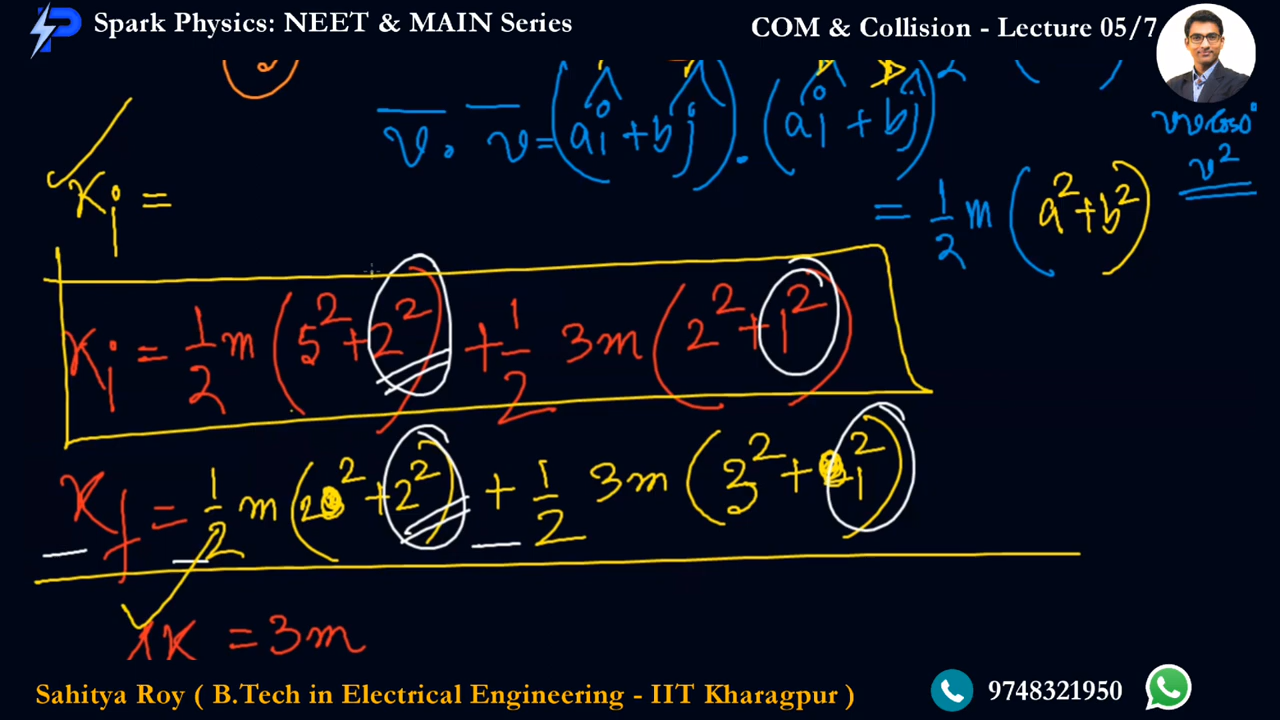 Spark Physics: NEET & MAIN Series
COM & Collision - Lecture 05/7
v . v = (ai + bj) . (ai + bj)
v²
= 1/2 m (a² + b²)
Ki =
Ki = 1/2 m (5² + 2²) + 1/2 3m (2² + 1²)
Kf = 1/2 m (2² + 2²) + 1/2 3m (3² + 1²)
K = 3m
Sahitya Roy ( B.Tech in Electrical Engineering - IIT Kharagpur )
9748321950